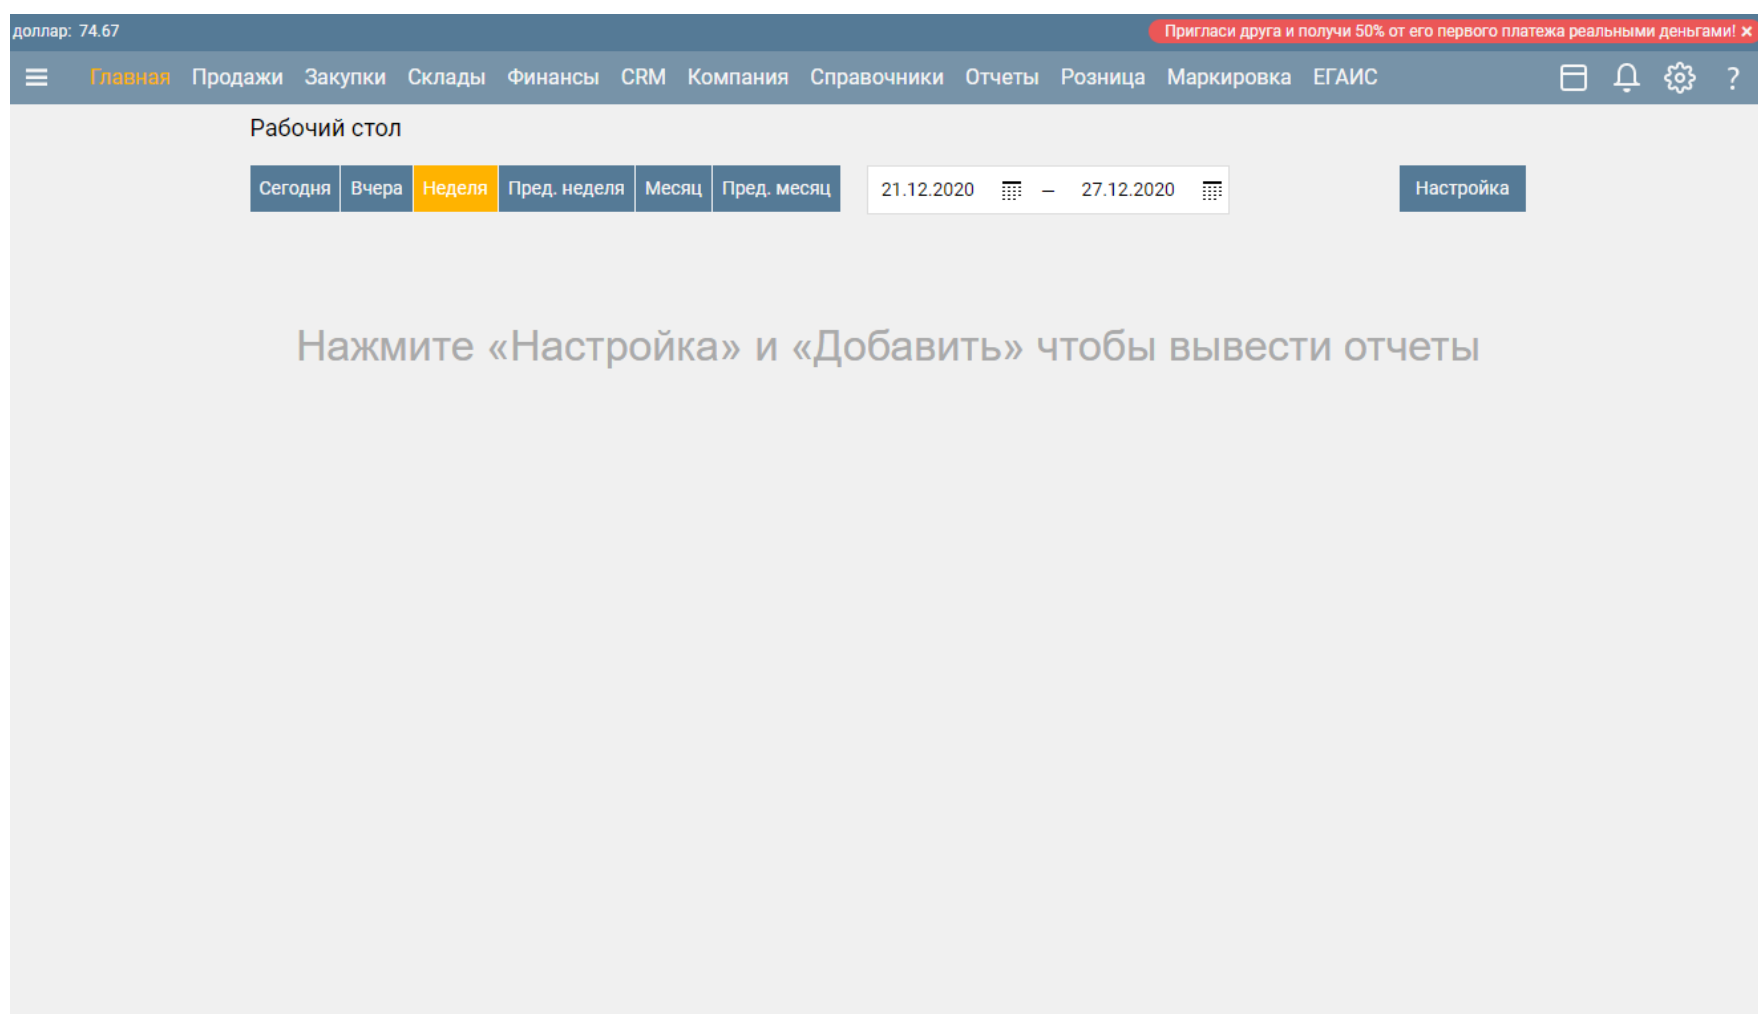 доллар: 74.67
Пригласи друга и получи 50% от его первого платежа реальными деньгами! ×
Главная Продажи Закупки Склады Финансы CRM Компания Справочники Отчеты Розница Маркировка ЕГАИС ?
Рабочий стол
Сегодня Вчера Неделя Пред. неделя Месяц Пред. месяц 21.12.2020 – 27.12.2020 Настройка
Нажмите «Настройка» и «Добавить» чтобы вывести отчеты